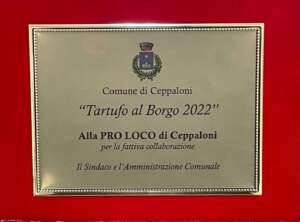 Comune di Ceppaloni
"Tartufo al Borgo 2022"
Alla PRO LOCO di Ceppaloni
per la fattiva collaborazione
Il Sindaco e l'Amministrazione Comunale